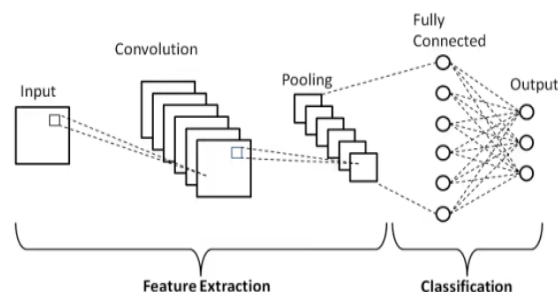 Input
Convolution
Pooling
Fully
Connected
Output
Feature Extraction
Classification